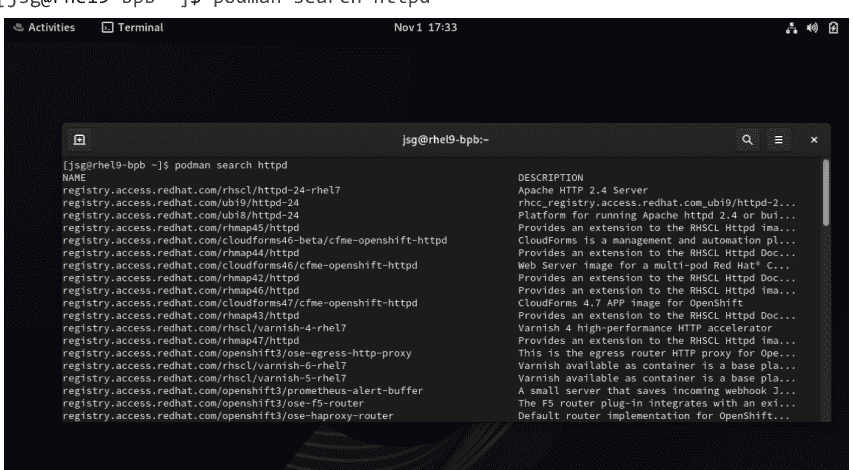 [jsg@rhel9-bpb ~]$ podman search httpd
Activities Terminal Nov 1 17:33
jsg@rhel9-bpb:~
[jsg@rhel9-bpb ~]$ podman search httpd
NAME DESCRIPTION
registry.access.redhat.com/rhscl/httpd-24-rhel7 Apache HTTP 2.4 Server
registry.access.redhat.com/ubi9/httpd-24 rhcc_registry.access.redhat.com_ubi9/httpd-2...
registry.access.redhat.com/ubi8/httpd-24 Platform for running Apache httpd 2.4 or bui...
registry.access.redhat.com/rhmap45/httpd Provides an extension to the RHSCL Httpd ima...
registry.access.redhat.com/cloudforms46-beta/cfme-openshift-httpd CloudForms is a management and automation pl...
registry.access.redhat.com/rhmap44/httpd Provides an extension to the RHSCL Httpd Doc...
registry.access.redhat.com/cloudforms46/cfme-openshift-httpd Web Server image for a multi-pod Red Hat® C...
registry.access.redhat.com/rhmap42/httpd Provides an extension to the RHSCL Httpd Doc...
registry.access.redhat.com/rhmap46/httpd Provides an extension to the RHSCL Httpd ima...
registry.access.redhat.com/cloudforms47/cfme-openshift-httpd CloudForms 4.7 APP image for OpenShift
registry.access.redhat.com/rhmap43/httpd Provides an extension to the RHSCL Httpd Doc...
registry.access.redhat.com/rhscl/varnish-4-rhel7 Varnish 4 high-performance HTTP accelerator
registry.access.redhat.com/rhmap47/httpd Provides an extension to the RHSCL Httpd ima...
registry.access.redhat.com/openshift3/ose-egress-http-proxy This is the egress router HTTP proxy for Ope...
registry.access.redhat.com/rhscl/varnish-6-rhel7 Varnish available as container is a base pla...
registry.access.redhat.com/rhscl/varnish-5-rhel7 Varnish available as container is a base pla...
registry.access.redhat.com/openshift3/prometheus-alert-buffer A small server that saves incoming webhook J...
registry.access.redhat.com/openshift3/ose-f5-router The F5 router plug-in integrates with an exi...
registry.access.redhat.com/openshift3/ose-haproxy-router Default router implementation for OpenShift...